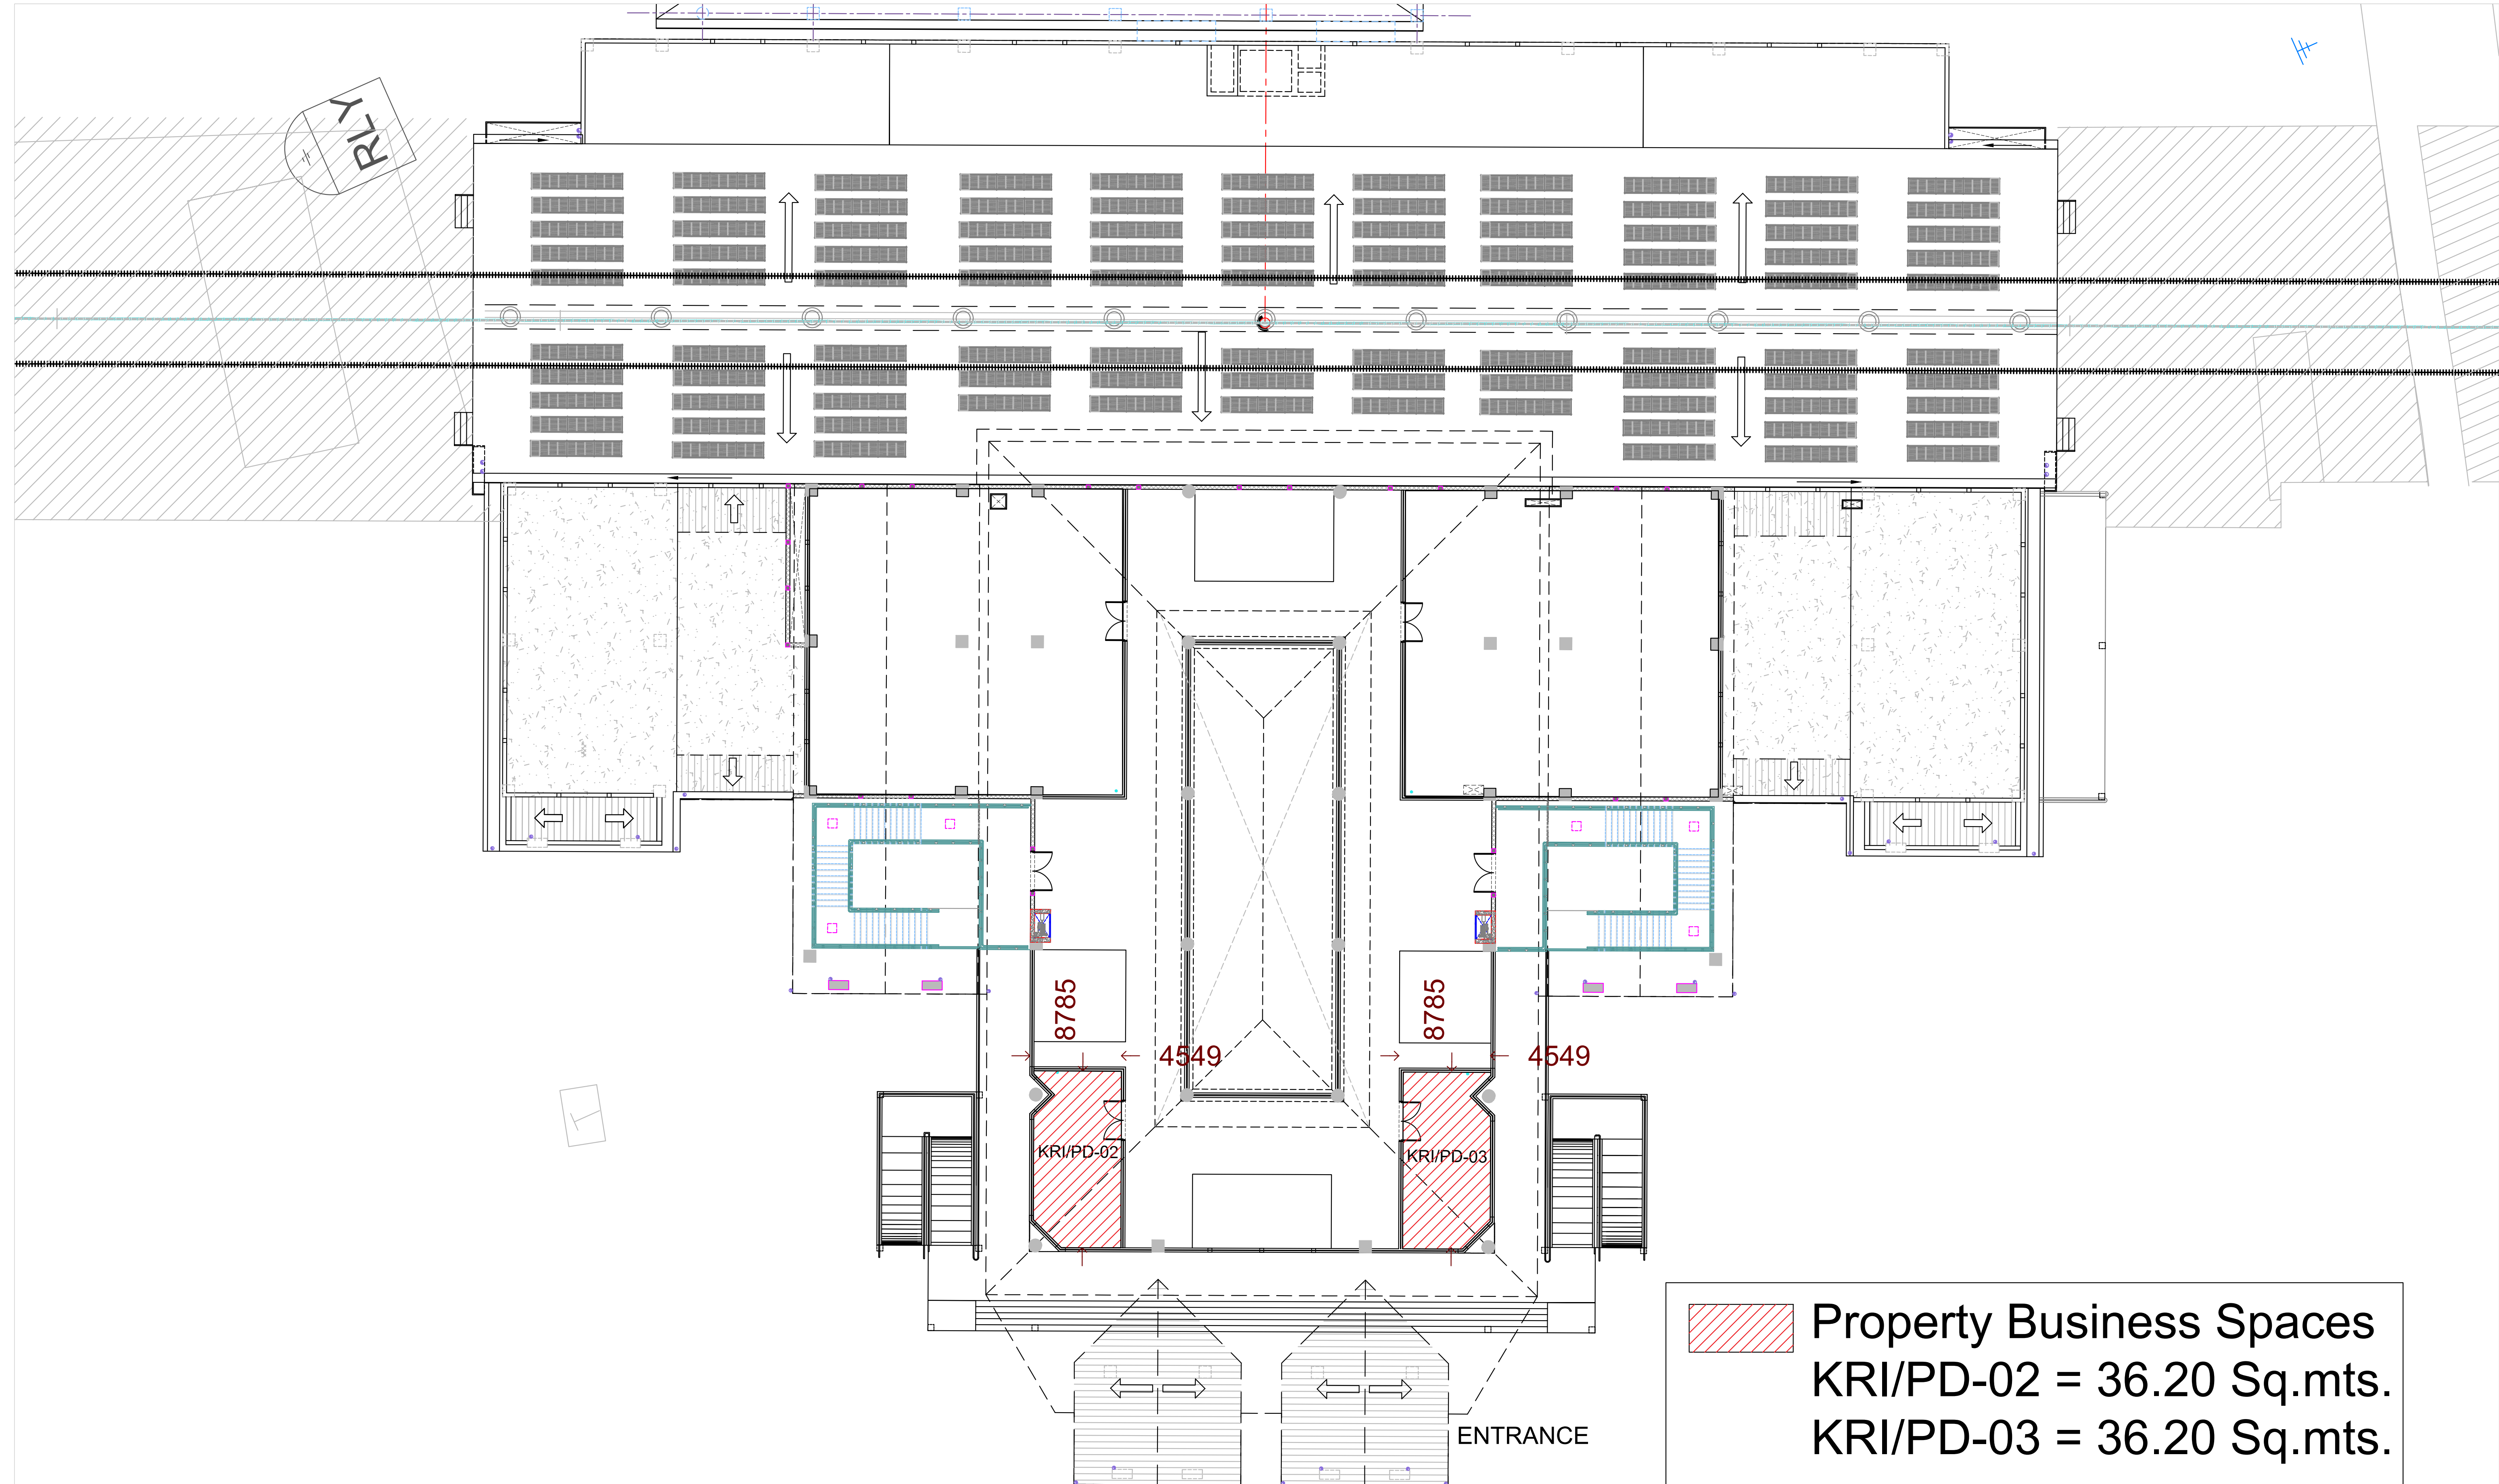 RLY
8785
8785
4549
4549
KRI/PD-02
KRI/PD-03
Property Business Spaces
KRI/PD-02 = 36.20 Sq.mts.
KRI/PD-03 = 36.20 Sq.mts.
ENTRANCE